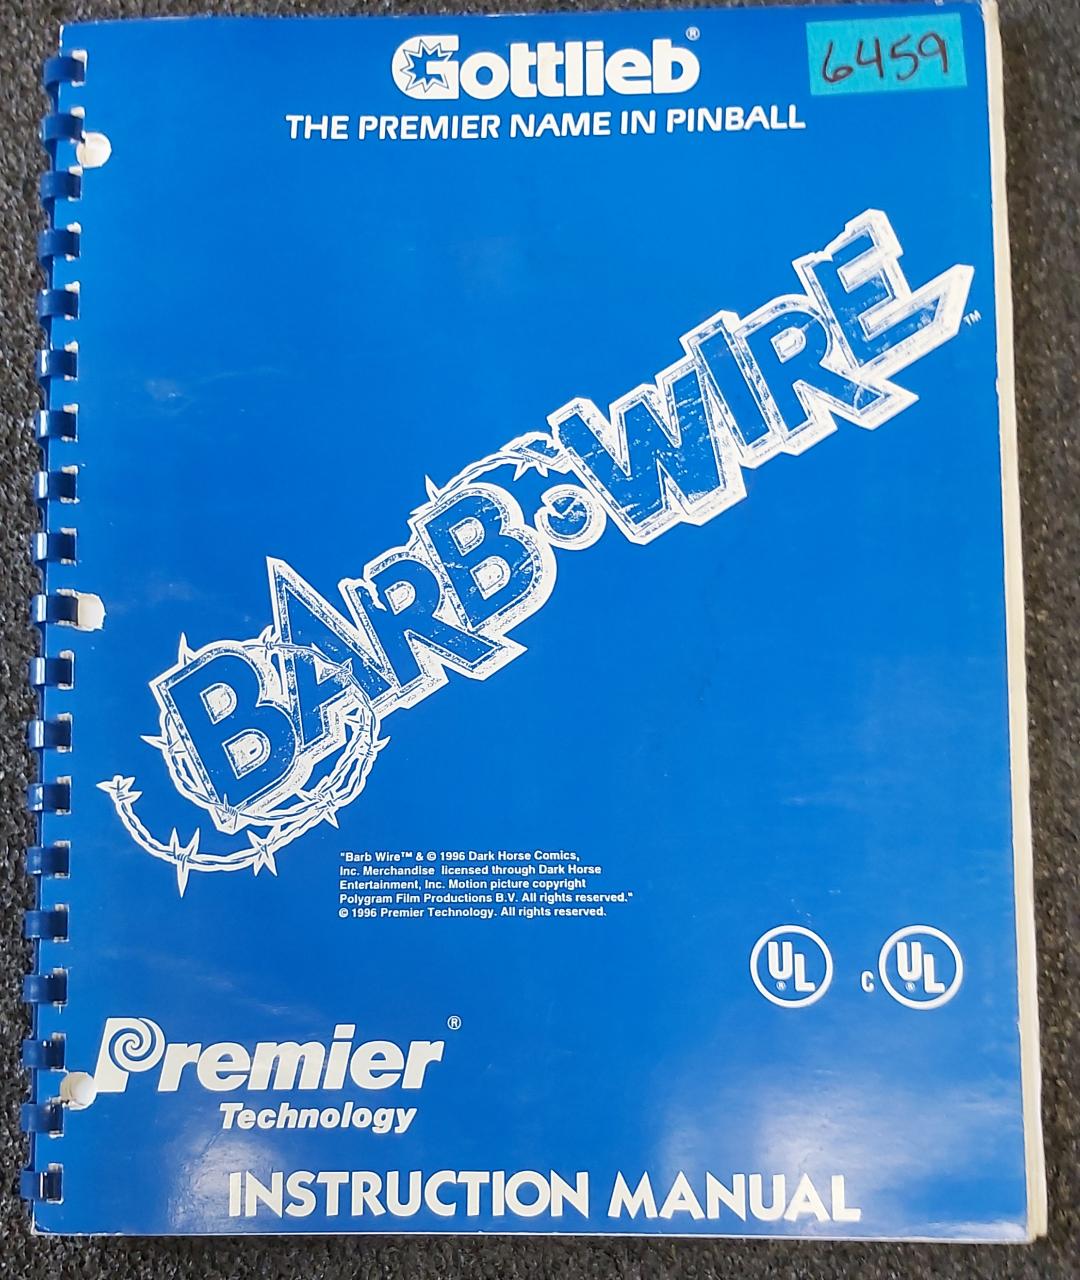 Gottlieb®
6459
THE PREMIER NAME IN PINBALL
BARB WIRE™
"Barb Wire™ & © 1996 Dark Horse Comics,
Inc. Merchandise licensed through Dark Horse
Entertainment, Inc. Motion picture copyright
Polygram Film Productions B.V. All rights reserved."
© 1996 Premier Technology. All rights reserved.
UL® C UL®
Premier®
Technology
INSTRUCTION MANUAL